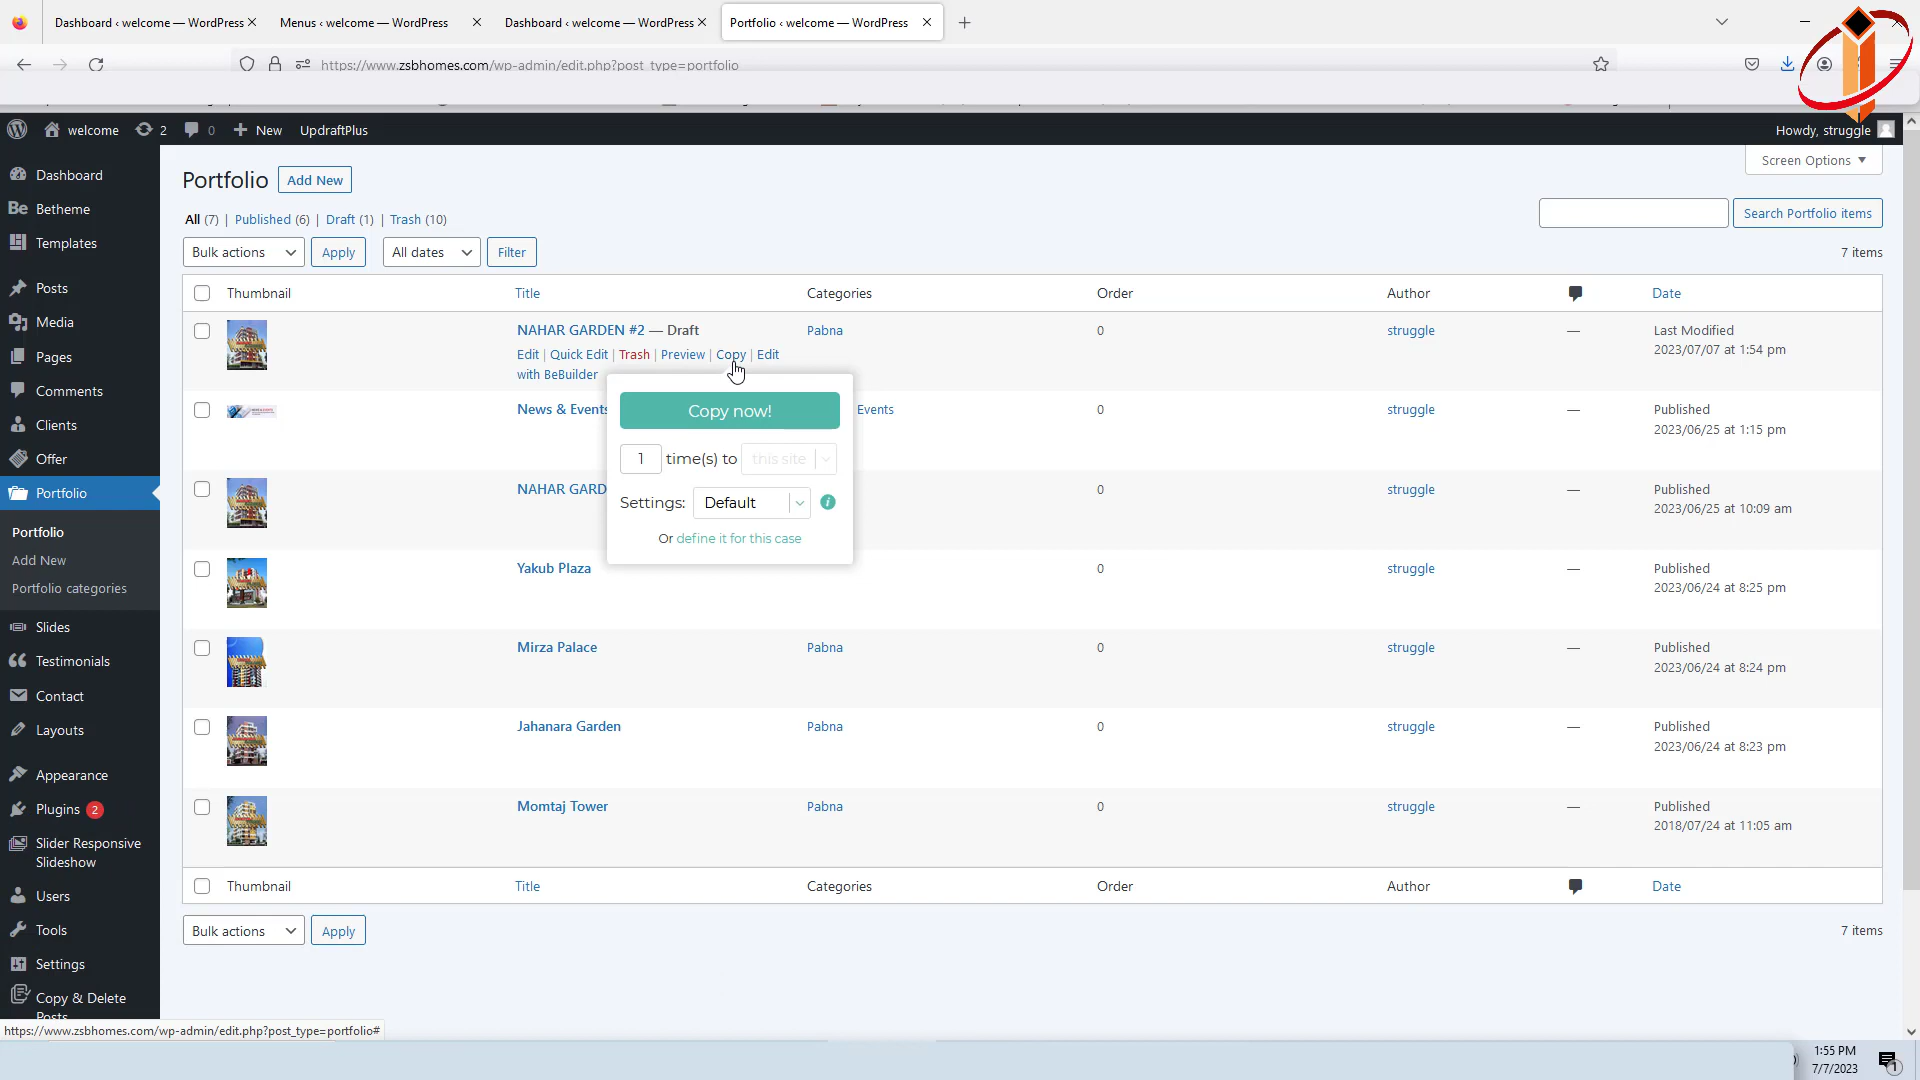 Dashboard ‹ welcome — WordPress
Menus ‹ welcome — WordPress
Dashboard ‹ welcome — WordPress
Portfolio ‹ welcome — WordPress
https://www.zsbhomes.com/wp-admin/edit.php?post_type=portfolio
welcome 2 0 New UpdraftPlus
Howdy, struggle
Screen Options
Dashboard
Be Betheme
Templates
Posts
Media
Pages
Comments
Clients
Offer
Portfolio
Portfolio
Add New
Portfolio categories
Slides
Testimonials
Contact
Layouts
Appearance
Plugins 2
Slider Responsive
Slideshow
Users
Tools
Settings
Copy & Delete
Posts
Portfolio Add New
All (7) | Published (6) | Draft (1) | Trash (10)
Search Portfolio items
Bulk actions Apply All dates Filter
7 items
Thumbnail Title Categories Order Author Date
NAHAR GARDEN #2 — Draft Pabna 0 struggle — Last Modified
2023/07/07 at 1:54 pm
Edit | Quick Edit | Trash | Preview | Copy | Edit
with BeBuilder
News & Events Events 0 struggle — Published
2023/06/25 at 1:15 pm
NAHAR GARD 0 struggle — Published
2023/06/25 at 10:09 am
Yakub Plaza 0 struggle — Published
2023/06/24 at 8:25 pm
Mirza Palace Pabna 0 struggle — Published
2023/06/24 at 8:24 pm
Jahanara Garden Pabna 0 struggle — Published
2023/06/24 at 8:23 pm
Momtaj Tower Pabna 0 struggle — Published
2018/07/24 at 11:05 am
Copy now!
1 time(s) to this site
Settings: Default
Or define it for this case
Thumbnail Title Categories Order Author Date
Bulk actions Apply
7 items
https://www.zsbhomes.com/wp-admin/edit.php?post_type=portfolio#
1:55 PM
7/7/2023
1